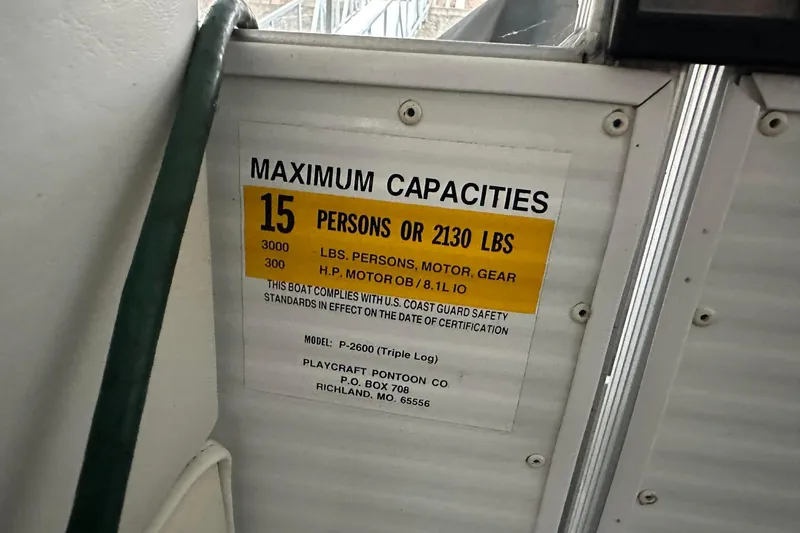 MAXIMUM CAPACITIES
15 PERSONS OR 2130 LBS
3000 LBS. PERSONS, MOTOR, GEAR
300 H.P. MOTOR OB / 8.1L IO
THIS BOAT COMPLIES WITH U.S. COAST GUARD SAFETY
STANDARDS IN EFFECT ON THE DATE OF CERTIFICATION
MODEL: P-2600 (Triple Log)
PLAYCRAFT PONTOON CO.
P.O. BOX 708
RICHLAND, MO. 65556